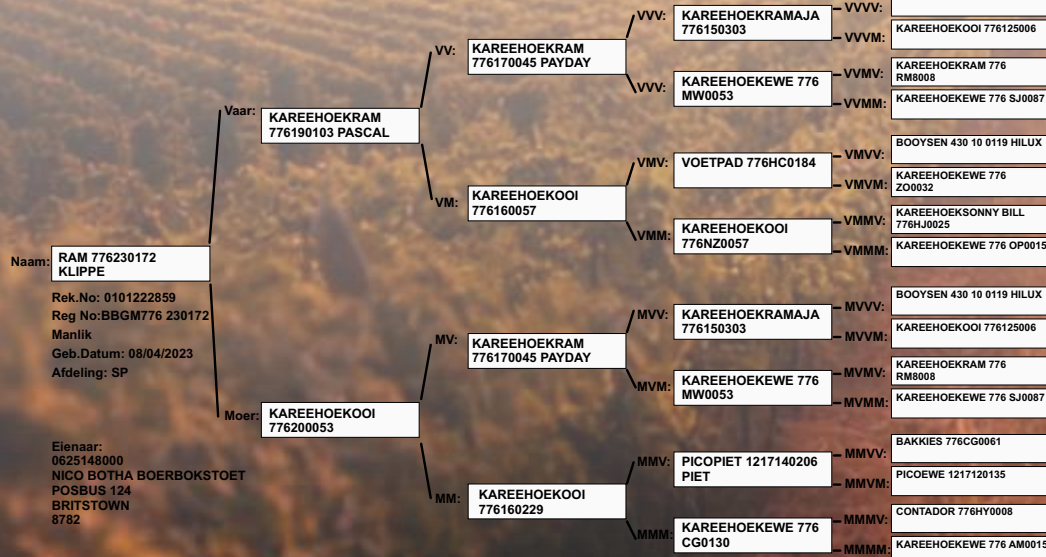 Naam:
RAM 776230172
KLIPPE
Rek.No: 0101222859
Reg No:BBGM776 230172
Manlik
Geb.Datum: 08/04/2023
Afdeling: SP
Eienaar:
0625148000
NICO BOTHA BOERBOKSTOET
POSBUS 124
BRITSTOWN
8782
Vaar:
KAREEHOEKRAM
776190103 PASCAL
Moer:
KAREEHOEKOOI
776200053
VV:
KAREEHOEKRAM
776170045 PAYDAY
VM:
KAREEHOEKOOI
776160057
MV:
KAREEHOEKRAM
776170045 PAYDAY
MM:
KAREEHOEKOOI
776160229
VVV:
KAREEHOEKRAMAJA
776150303
VVV:
KAREEHOEKEWE 776
MW0053
VMV:
VOETPAD 776HC0184
VMM:
KAREEHOEKOOI
776NZ0057
MVV:
KAREEHOEKRAMAJA
776150303
MVM:
KAREEHOEKEWE 776
MW0053
MMV:
PICOPIET 1217140206
PIET
MMM:
KAREEHOEKEWE 776
CG0130
VVVV:
VVVM:
KAREEHOEKOOI 776125006
VVMV:
KAREEHOEKRAM 776
RM8008
VVMM:
KAREEHOEKEWE 776 SJ0087
VMVV:
BOOYSEN 430 10 0119 HILUX
VMVM:
KAREEHOEKEWE 776
ZO0032
VMMV:
KAREEHOEKSONNY BILL
776HJ0025
VMMM:
KAREEHOEKEWE 776 OP0015
MVVV:
BOOYSEN 430 10 0119 HILUX
MVVM:
KAREEHOEKOOI 776125006
MVMV:
KAREEHOEKRAM 776
RM8008
MVMM:
KAREEHOEKEWE 776 SJ0087
MMVV:
BAKKIES 776CG0061
MMVM:
PICOEWE 1217120135
MMMV:
CONTADOR 776HY0008
MMMM:
KAREEHOEKEWE 776 AM0015